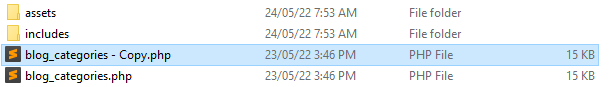 assets 24/05/22 7:53 AM File folder
includes 24/05/22 7:53 AM File folder
blog_categories - Copy.php 23/05/22 3:46 PM PHP File 15 KB
blog_categories.php 23/05/22 3:46 PM PHP File 15 KB